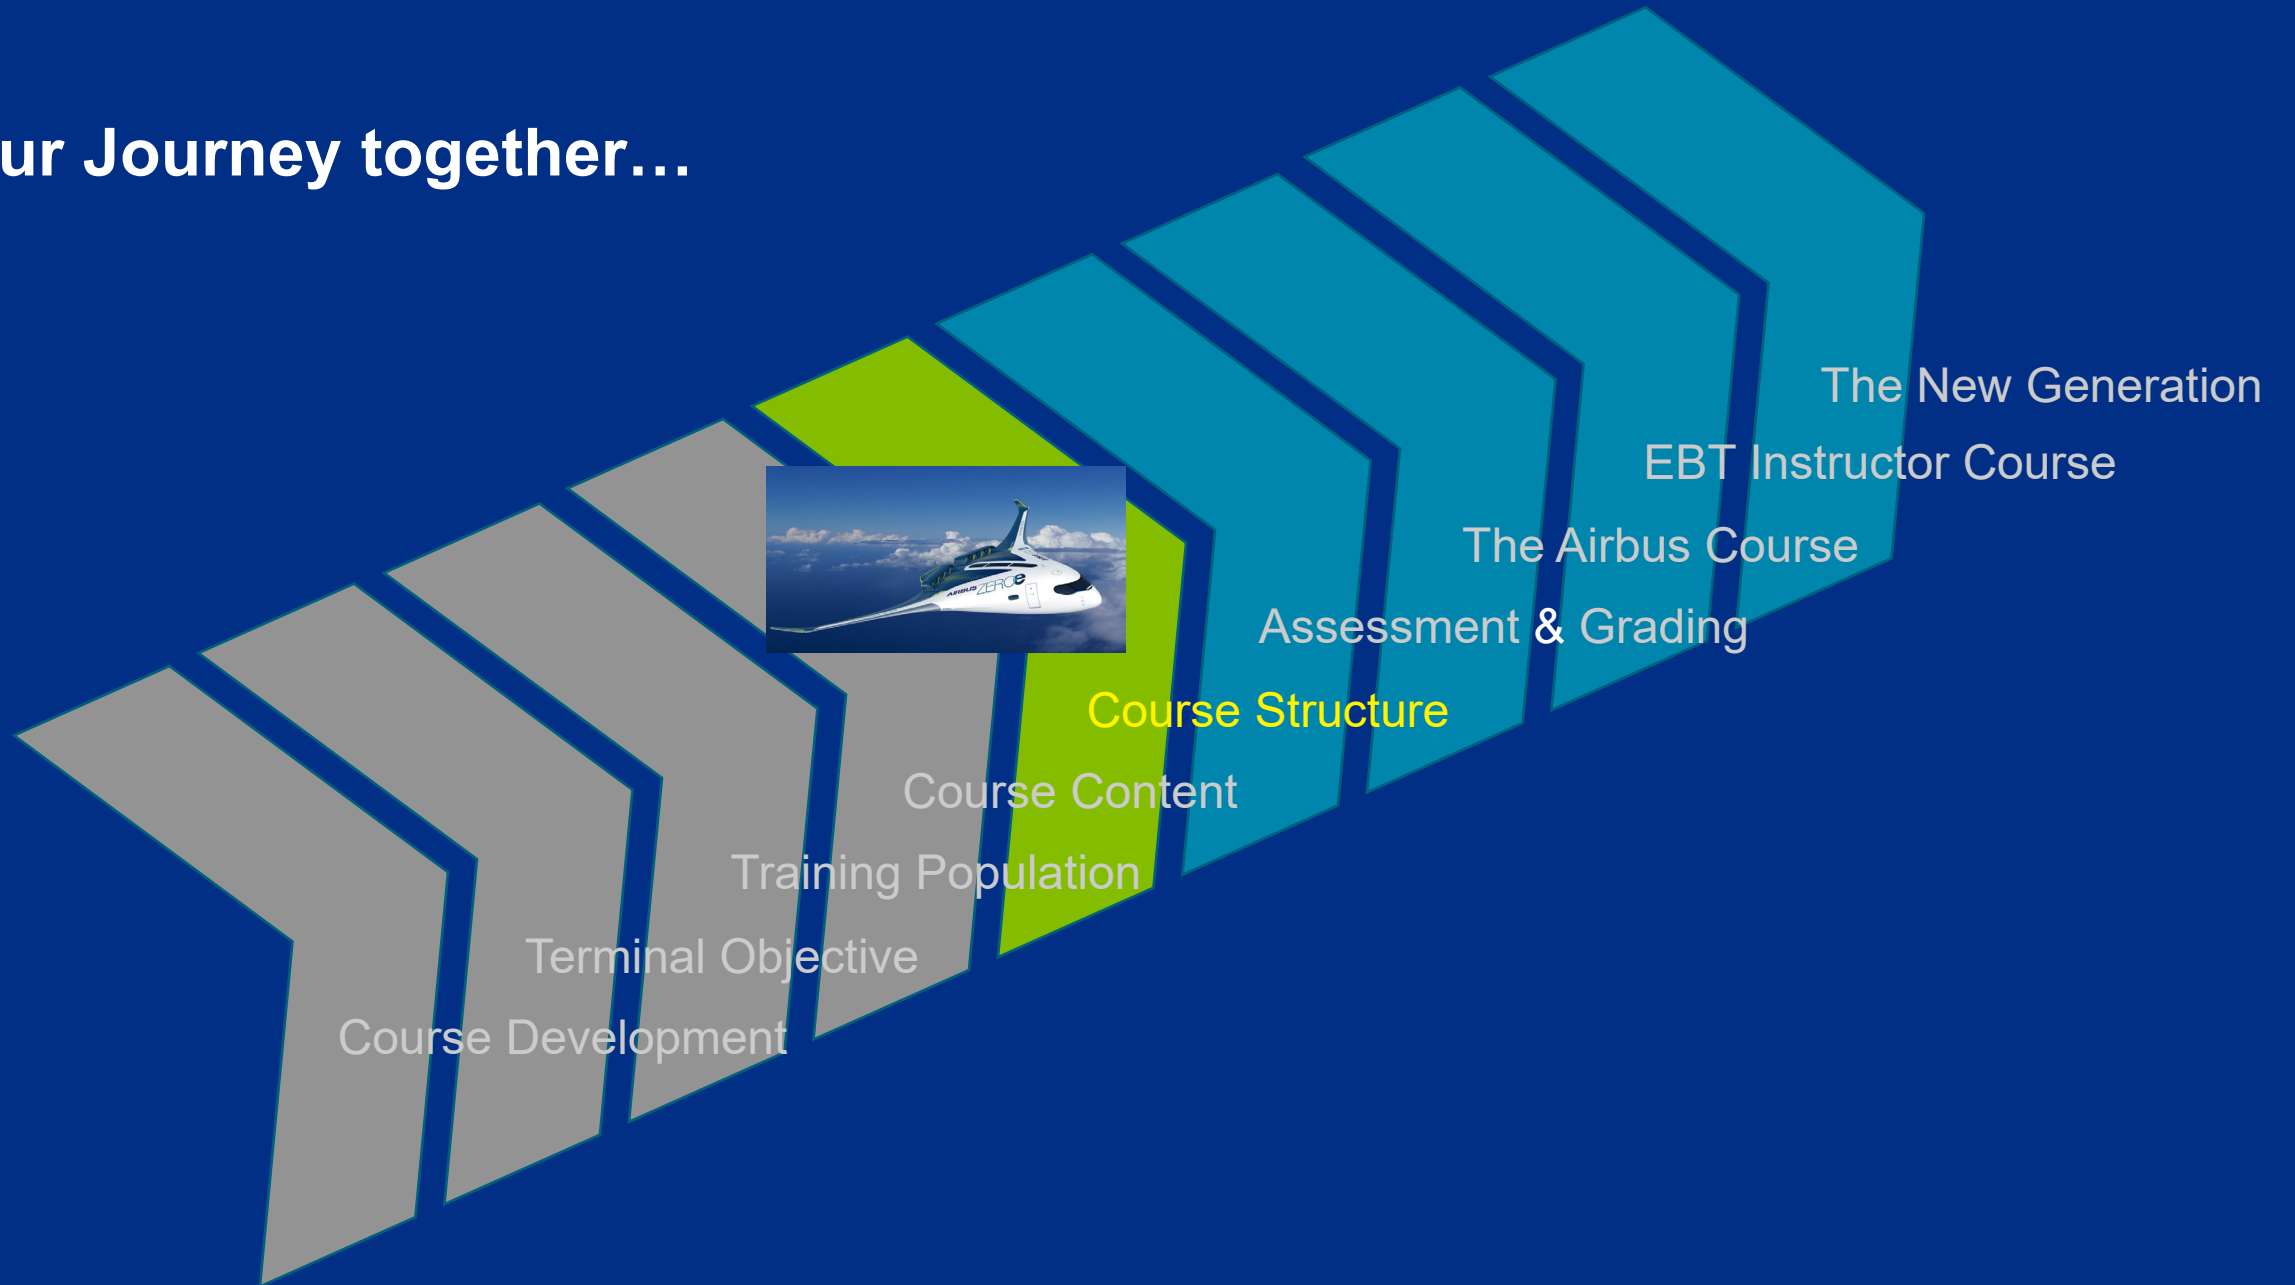 ur Journey together…
The New Generation
EBT Instructor Course
The Airbus Course
Assessment & Grading
Course Structure
Course Content
Training Population
Terminal Objective
Course Development
AIRBUS ZEROe